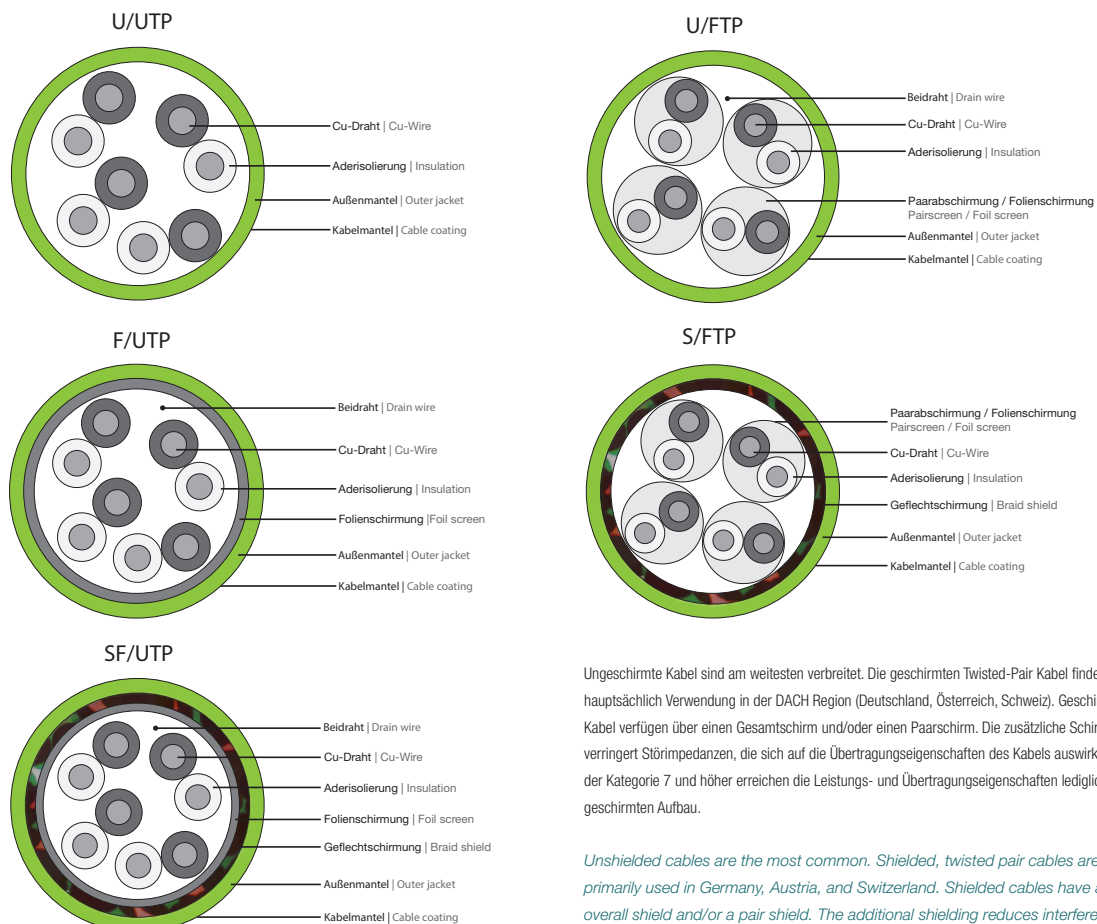 U/UTP
Cu-Draht | Cu-Wire
Aderisolierung | Insulation
Außenmantel | Outer jacket
Kabelmantel | Cable coating
U/FTP
Beidraht | Drain wire
Cu-Draht | Cu-Wire
Aderisolierung | Insulation
Paarabschirmung / Folienschirmung
Pairscreen / Foil screen
Außenmantel | Outer jacket
Kabelmantel | Cable coating
F/UTP
Beidraht | Drain wire
Cu-Draht | Cu-Wire
Aderisolierung | Insulation
Folienschirmung |Foil screen
Außenmantel | Outer jacket
Kabelmantel | Cable coating
S/FTP
Paarabschirmung / Folienschirmung
Pairscreen / Foil screen
Cu-Draht | Cu-Wire
Aderisolierung | Insulation
Geflechtschirmung | Braid shield
Außenmantel | Outer jacket
Kabelmantel | Cable coating
SF/UTP
Beidraht | Drain wire
Cu-Draht | Cu-Wire
Aderisolierung | Insulation
Folienschirmung | Foil screen
Geflechtschirmung | Braid shield
Außenmantel | Outer jacket
Kabelmantel | Cable coating
Ungeschirmte Kabel sind am weitesten verbreitet. Die geschirmten Twisted-Pair Kabel finde
hauptsächlich Verwendung in der DACH Region (Deutschland, Österreich, Schweiz). Geschi
Kabel verfügen über einen Gesamtschirm und/oder einen Paarschirm. Die zusätzliche Schir
verringert Störimpedanzen, die sich auf die Übertragungseigenschaften des Kabels auswirk
der Kategorie 7 und höher erreichen die Leistungs- und Übertragungseigenschaften lediglic
geschirmten Aufbau.
Unshielded cables are the most common. Shielded, twisted pair cables are
primarily used in Germany, Austria, and Switzerland. Shielded cables have a
overall shield and/or a pair shield. The additional shielding reduces interfere